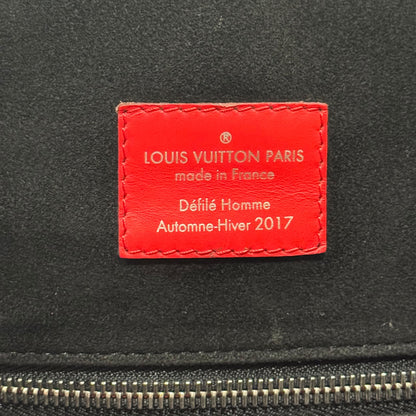 ®
LOUIS VUITTON PARIS
made in France
Défilé Homme
Automne-Hiver 2017